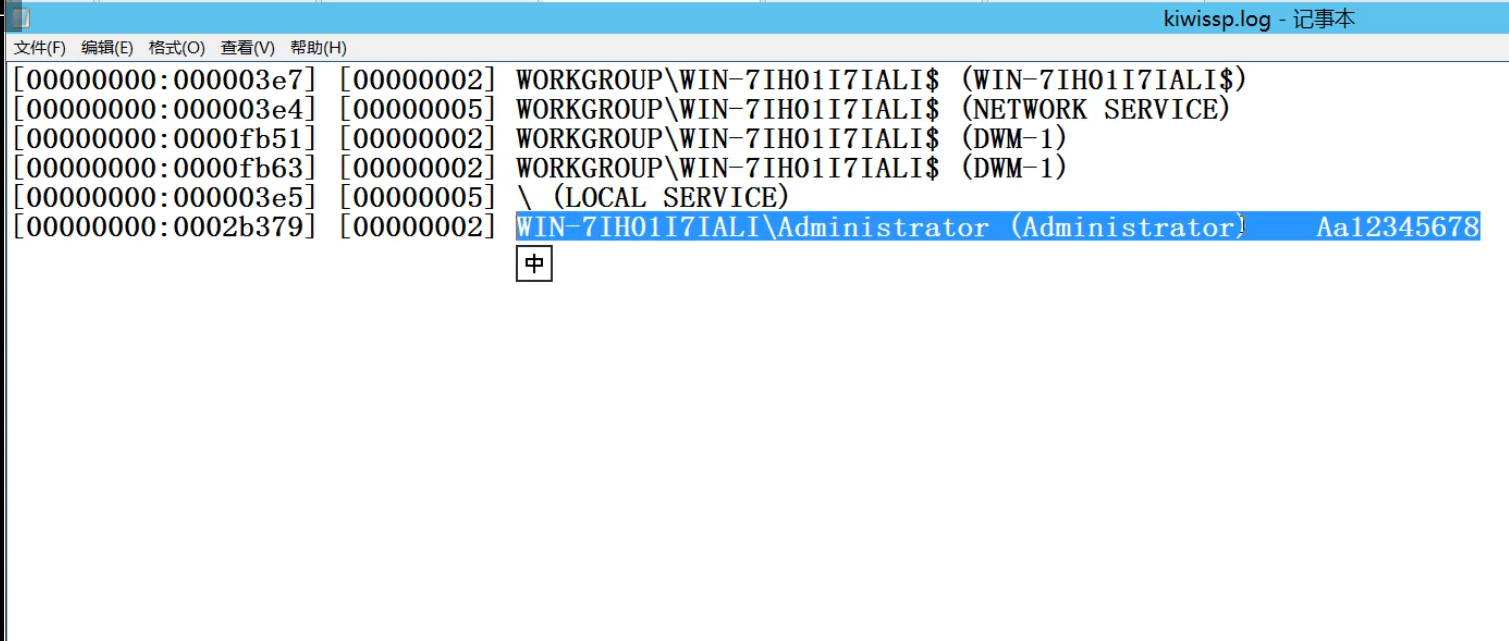 kiwissp.log - 记事本
文件(F) 编辑(E) 格式(O) 查看(V) 帮助(H)
[00000000:000003e7] [00000002] WORKGROUP\WIN-7IH01I7IALI$ (WIN-7IH01I7IALI$)
[00000000:000003e4] [00000005] WORKGROUP\WIN-7IH01I7IALI$ (NETWORK SERVICE)
[00000000:0000fb51] [00000002] WORKGROUP\WIN-7IH01I7IALI$ (DWM-1)
[00000000:0000fb63] [00000002] WORKGROUP\WIN-7IH01I7IALI$ (DWM-1)
[00000000:000003e5] [00000005] \ (LOCAL SERVICE)
[00000000:0002b379] [00000002] WIN-7IH01I7IALI\Administrator (Administrator) Aa12345678
中